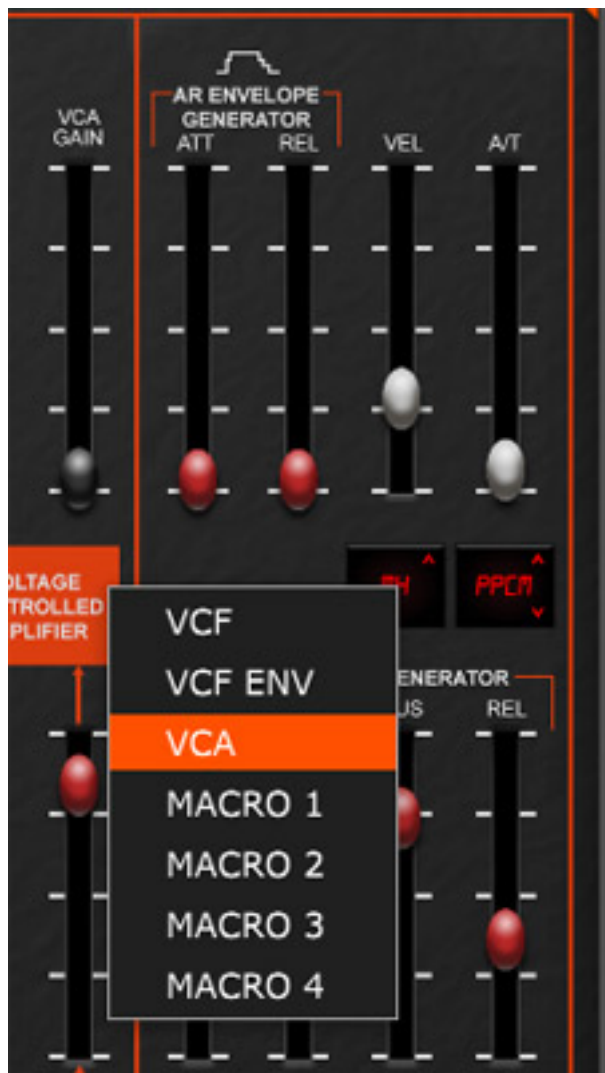 VCA
GAIN
AR ENVELOPE
GENERATOR
ATT
REL
VEL
A/T
PPCM
OLTAGE
TROLLED
PLIFIER
VCF
VCF ENV
VCA
MACRO 1
MACRO 2
MACRO 3
MACRO 4
ENERATOR
US
REL